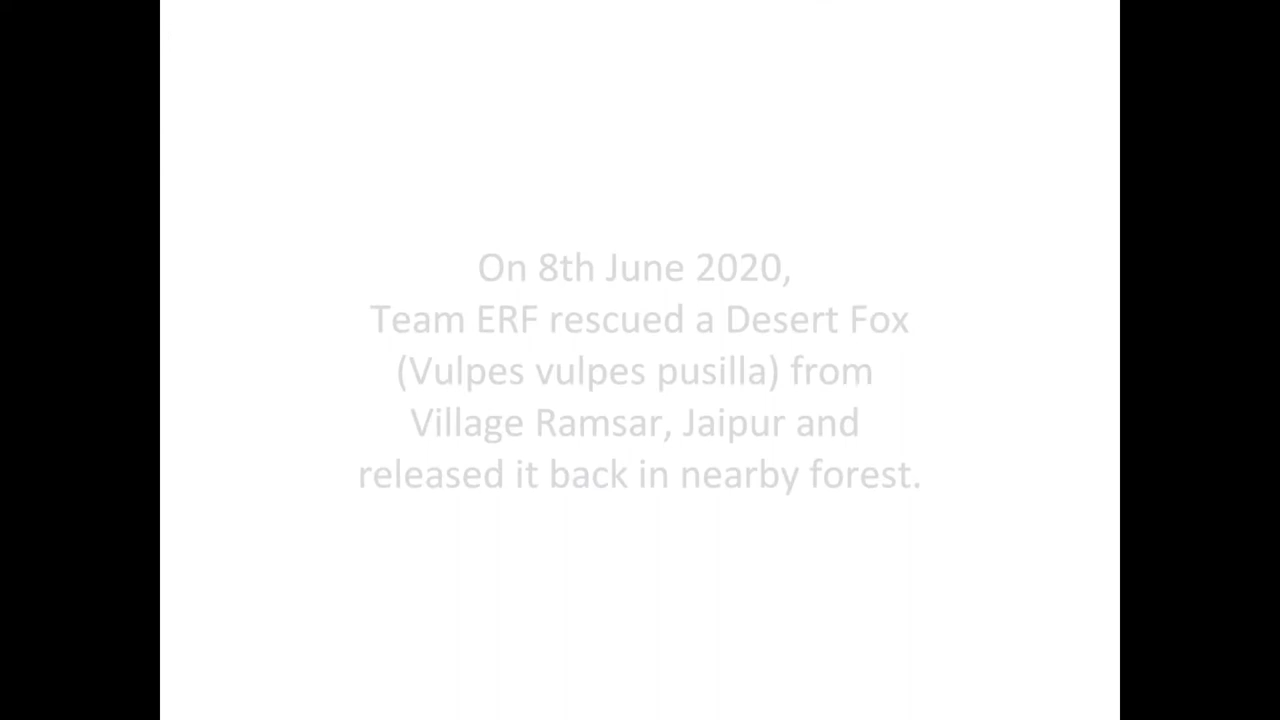 On 8th June 2020,
Team ERF rescued a Desert Fox
(Vulpes vulpes pusilla) from
Village Ramsar, Jaipur and
released it back in nearby forest.